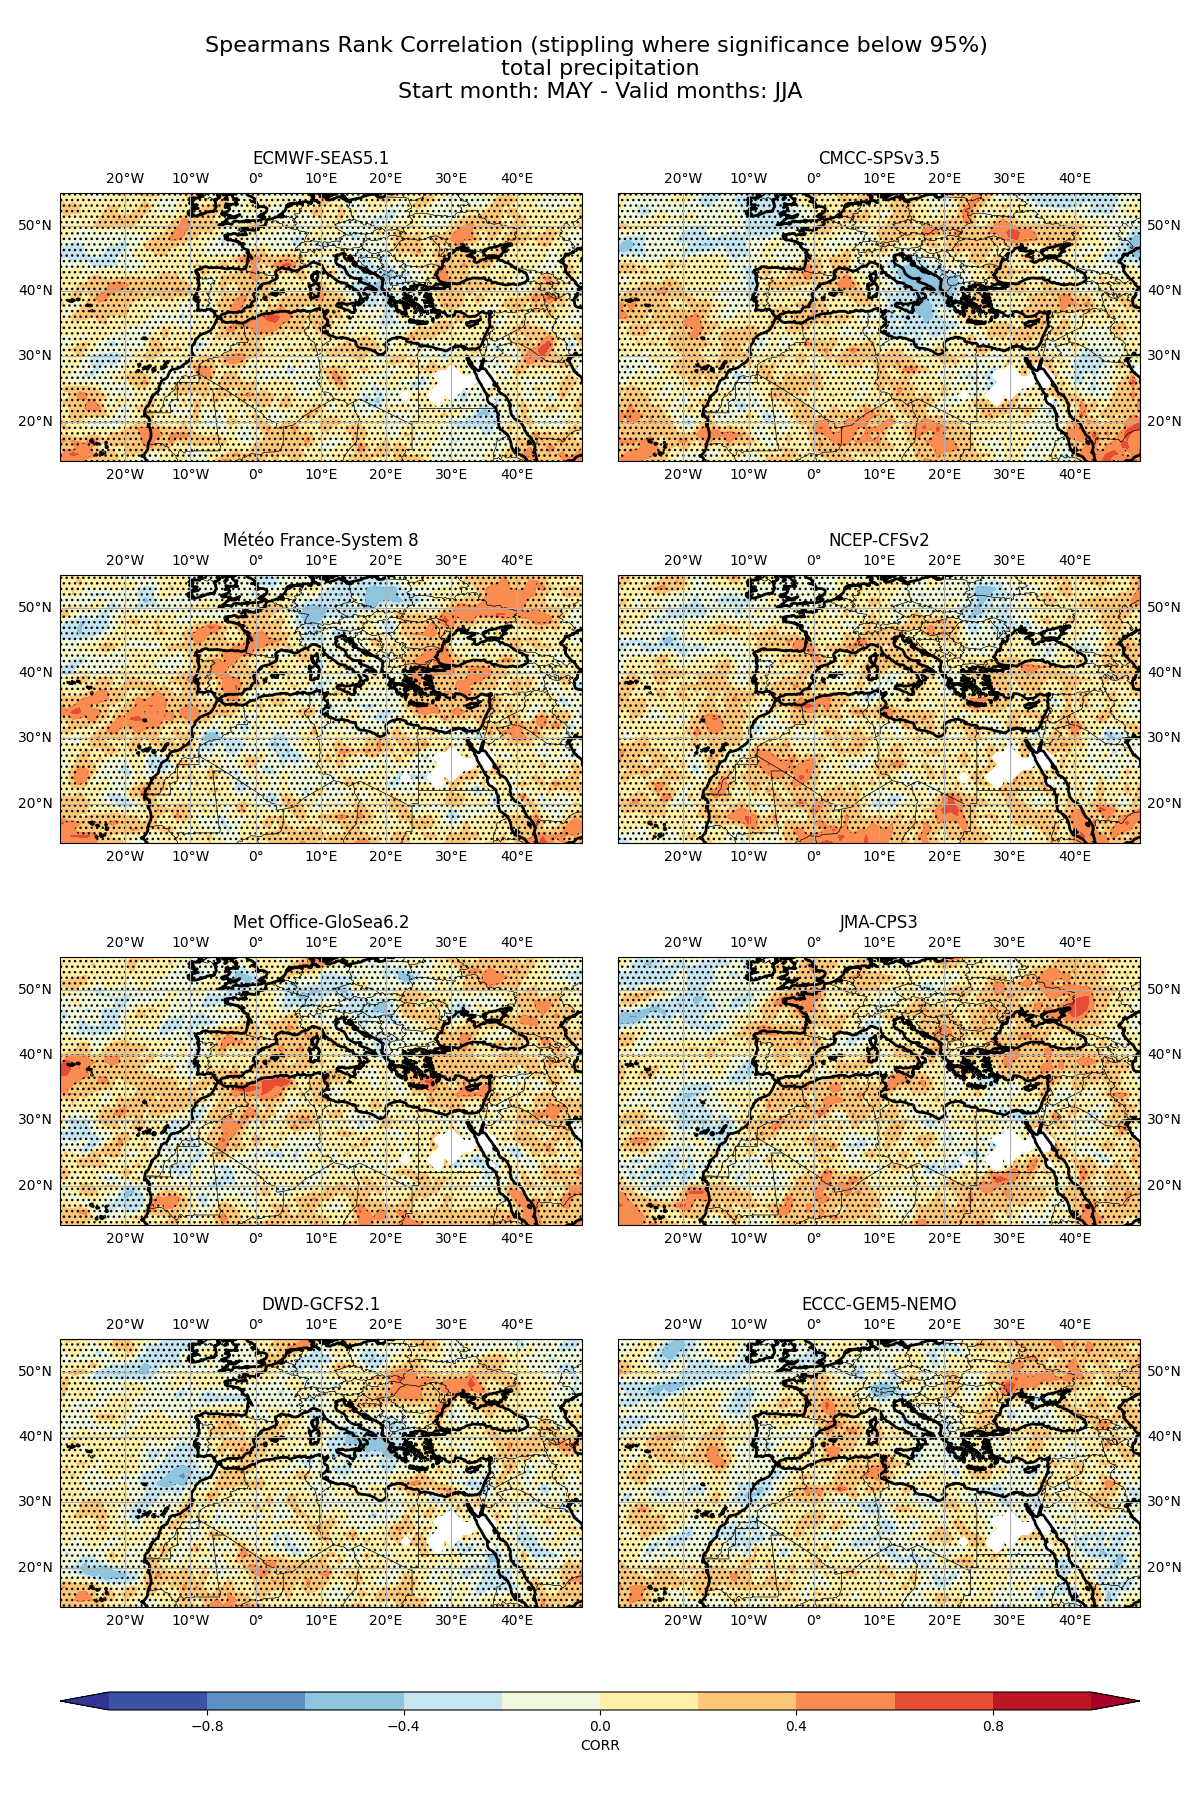 Spearmans Rank Correlation (stippling where significance below 95%)
total precipitation
Start month: MAY - Valid months: JJA
ECMWF-SEAS5.1
CMCC-SPSv3.5
20°W 10°W 0° 10°E 20°E 30°E 40°E
20°W 10°W 0° 10°E 20°E 30°E 40°E
50°N 50°N
40°N 40°N
30°N 30°N
20°N 20°N
20°W 10°W 0° 10°E 20°E 30°E 40°E
20°W 10°W 0° 10°E 20°E 30°E 40°E
Météo France-System 8
NCEP-CFSv2
20°W 10°W 0° 10°E 20°E 30°E 40°E
20°W 10°W 0° 10°E 20°E 30°E 40°E
50°N 50°N
40°N 40°N
30°N 30°N
20°N 20°N
20°W 10°W 0° 10°E 20°E 30°E 40°E
20°W 10°W 0° 10°E 20°E 30°E 40°E
Met Office-GloSea6.2
JMA-CPS3
20°W 10°W 0° 10°E 20°E 30°E 40°E
20°W 10°W 0° 10°E 20°E 30°E 40°E
50°N 50°N
40°N 40°N
30°N 30°N
20°N 20°N
20°W 10°W 0° 10°E 20°E 30°E 40°E
20°W 10°W 0° 10°E 20°E 30°E 40°E
DWD-GCFS2.1
ECCC-GEM5-NEMO
20°W 10°W 0° 10°E 20°E 30°E 40°E
20°W 10°W 0° 10°E 20°E 30°E 40°E
50°N 50°N
40°N 40°N
30°N 30°N
20°N 20°N
20°W 10°W 0° 10°E 20°E 30°E 40°E
20°W 10°W 0° 10°E 20°E 30°E 40°E
−0.8 −0.4 0.0 0.4 0.8
CORR